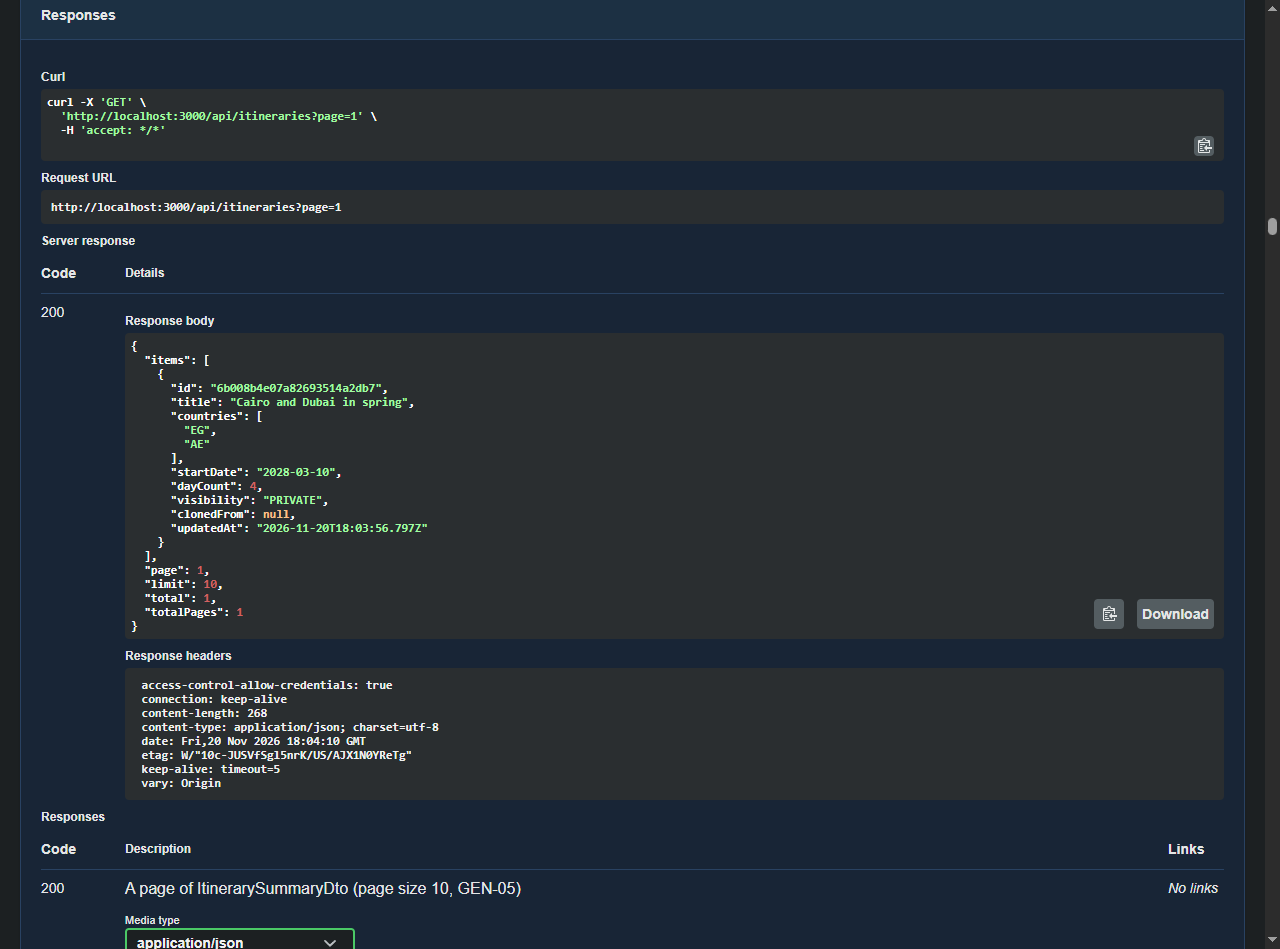 Responses
Curl
curl -X 'GET' \
  'http://localhost:3000/api/itineraries?page=1' \
  -H 'accept: */*'
Request URL
http://localhost:3000/api/itineraries?page=1
Server response
Code Details
200
Response body
{
  "items": [
    {
      "id": "6b008b4e07a82693514a2db7",
      "title": "Cairo and Dubai in spring",
      "countries": [
        "EG",
        "AE"
      ],
      "startDate": "2028-03-10",
      "dayCount": 4,
      "visibility": "PRIVATE",
      "clonedFrom": null,
      "updatedAt": "2026-11-20T18:03:56.797Z"
    }
  ],
  "page": 1,
  "limit": 10,
  "total": 1,
  "totalPages": 1
}
Download
Response headers
access-control-allow-credentials: true
connection: keep-alive
content-length: 268
content-type: application/json; charset=utf-8
date: Fri,20 Nov 2026 18:04:10 GMT
etag: W/"10c-JUSVfSgl5nrK/US/AJX1N0YReTg"
keep-alive: timeout=5
vary: Origin
Responses
Code Description Links
200 A page of ItinerarySummaryDto (page size 10, GEN-05) No links
Media type
application/json